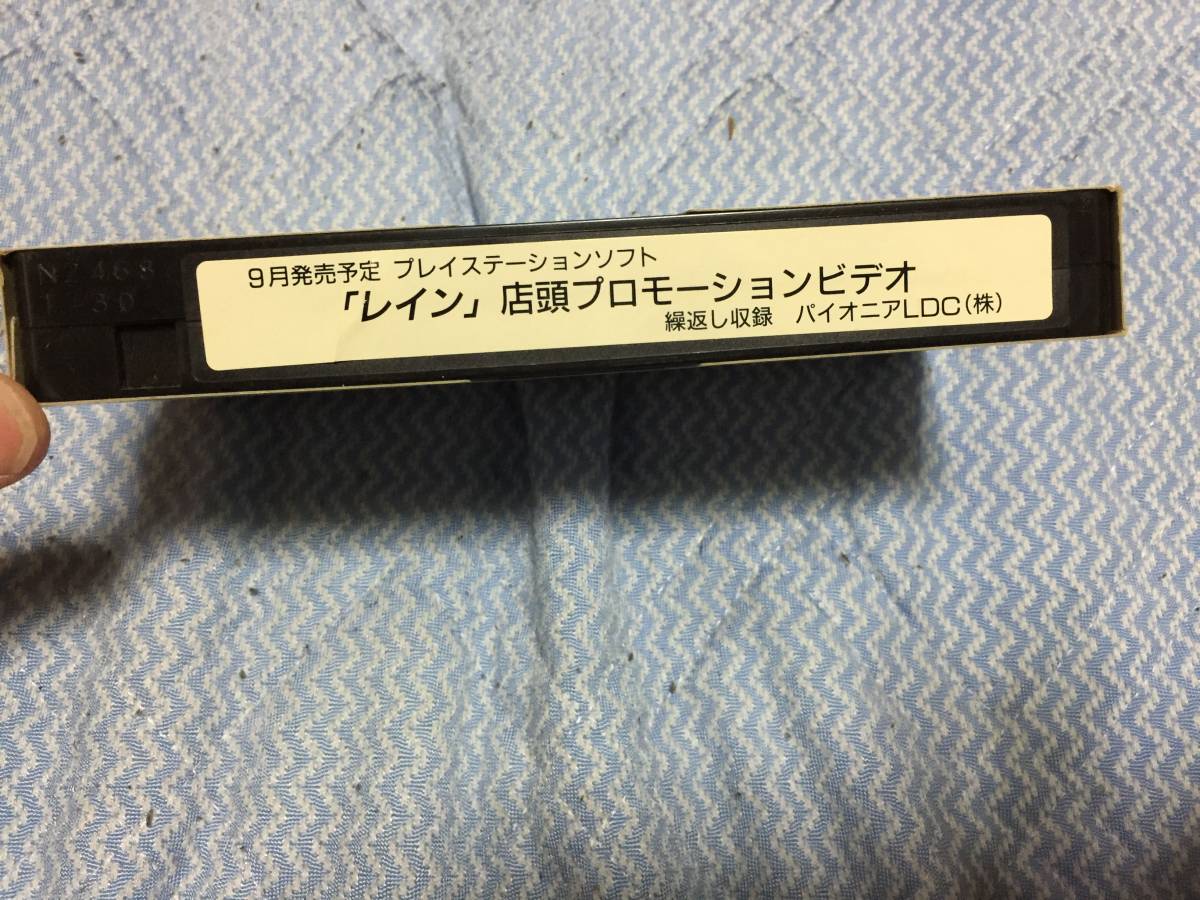 NZ468
T-30
9月発売予定 プレイステーションソフト
「レイン」店頭プロモーションビデオ
繰返し収録 パイオニアLDC(株)